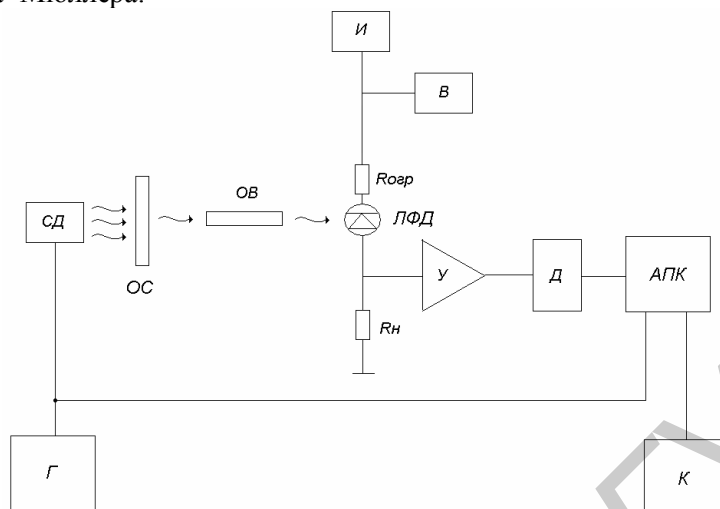 Мюллера.
И
В
Rогр
ОВ
СД
ЛФД
ОС
У
Д
АПК
Rн
Г
К